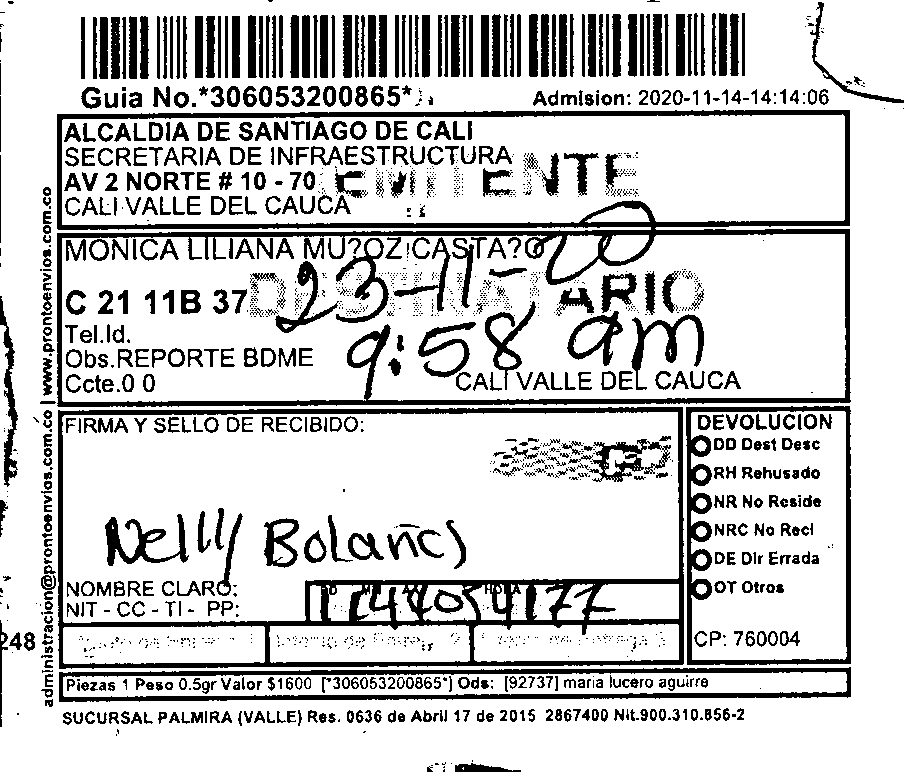 Guia No.*306053200865*
Admision: 2020-11-14-14:14:06
ALCALDIA DE SANTIAGO DE CALI
SECRETARIA DE INFRAESTRUCTURA
AV 2 NORTE # 10 - 70
CALI VALLE DEL CAUCA
MONICA LILIANA MU?OZ CASTA?O
23-11-20
C 21 11B 37 DESTINATARIO
Tel.Id.
9:58 am
Obs.REPORTE BDME
Ccte.0 0
CALI VALLE DEL CAUCA
administracion@prontoenvios.com.co | www.prontoenvios.com.co
FIRMA Y SELLO DE RECIBIDO:
Nelly Bolaños
NOMBRE CLARO:
NIT - CC - TI - PP:
DEVOLUCION
DD Dest Desc
RH Rehusado
NR No Reside
NRC No Recl
DE Dir Errada
OT Otros
CP: 760004
248
Piezas 1 Peso 0.5gr Valor $1600 [*306053200865*] Ods: [92737] maria lucero aguirre
SUCURSAL PALMIRA (VALLE) Res. 0636 de Abril 17 de 2015 2867400 Nit.900.310.856-2